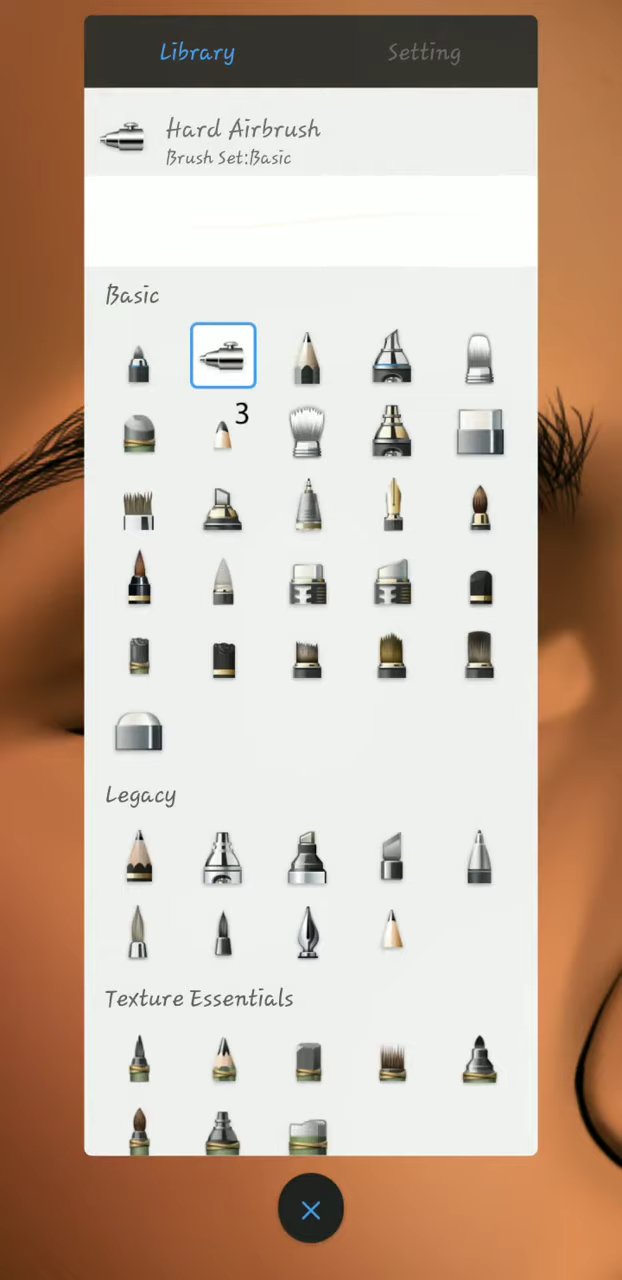 Library
Setting
Hard Airbrush
Brush Set:Basic
Basic
3
Legacy
Texture Essentials